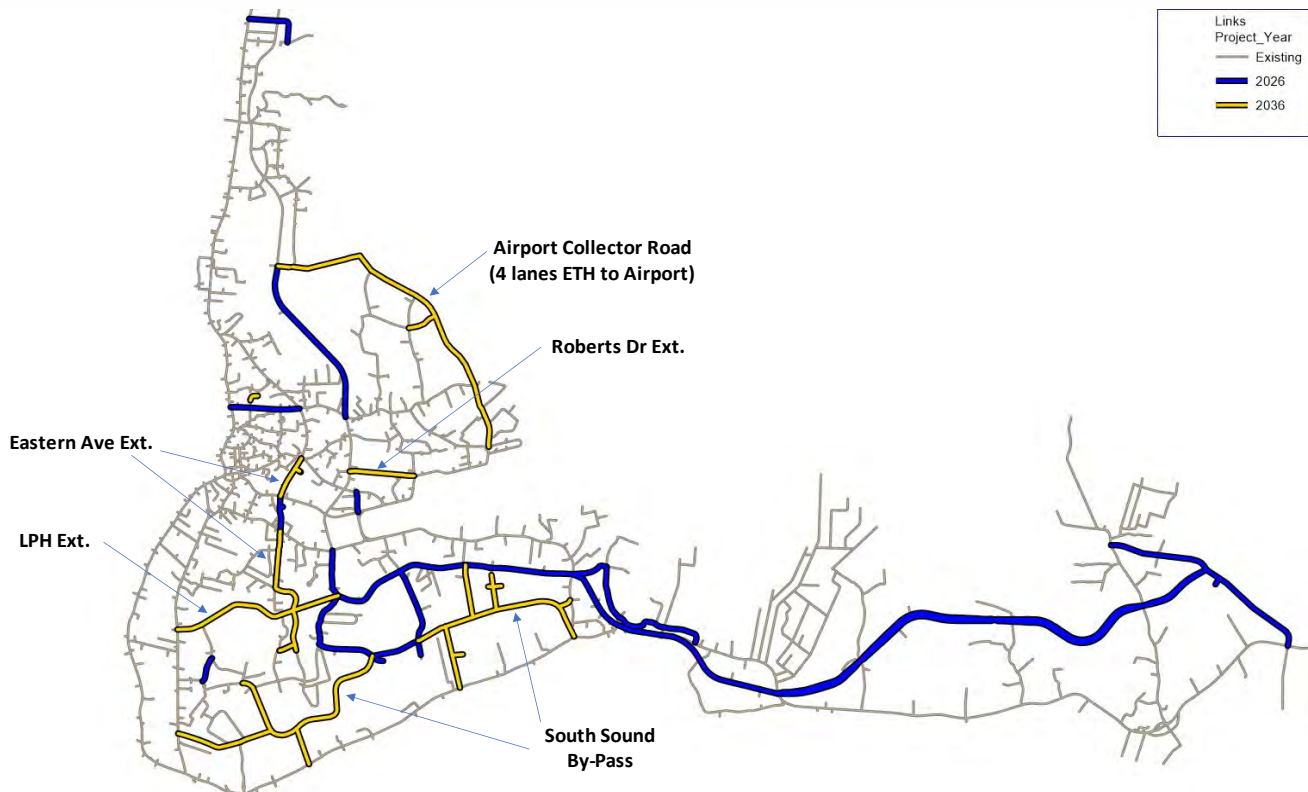 Links
Project_Year
Existing
2026
2036
Airport Collector Road
(4 lanes ETH to Airport)
Roberts Dr Ext.
Eastern Ave Ext.
LPH Ext.
South Sound
By-Pass